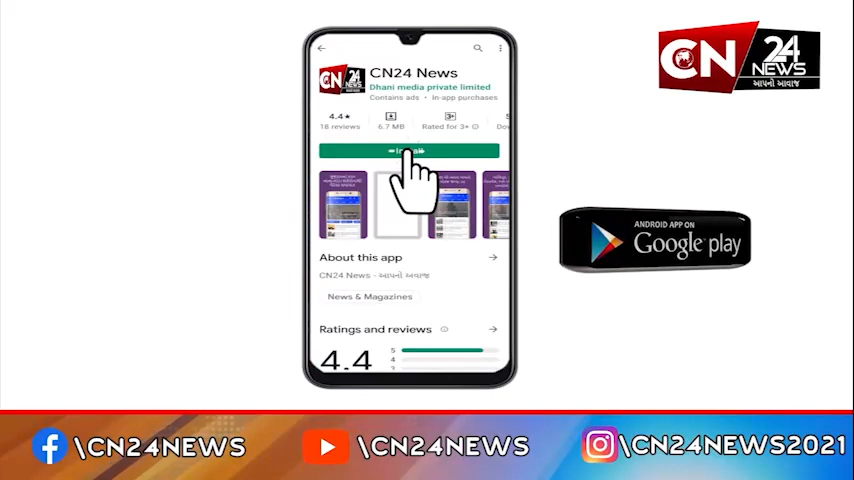 CN24 News
Dhani media private limited
Contains ads • In-app purchases
4.4★
18 reviews
6.7 MB
3+
Rated for 3+
About this app
CN24 News - આપનો અવાજ
News & Magazines
Ratings and reviews
4.4
5
4
3
CN 24 NEWS
આપનો અવાજ
ANDROID APP ON
Google play
\CN24NEWS
\CN24NEWS
\CN24NEWS2021